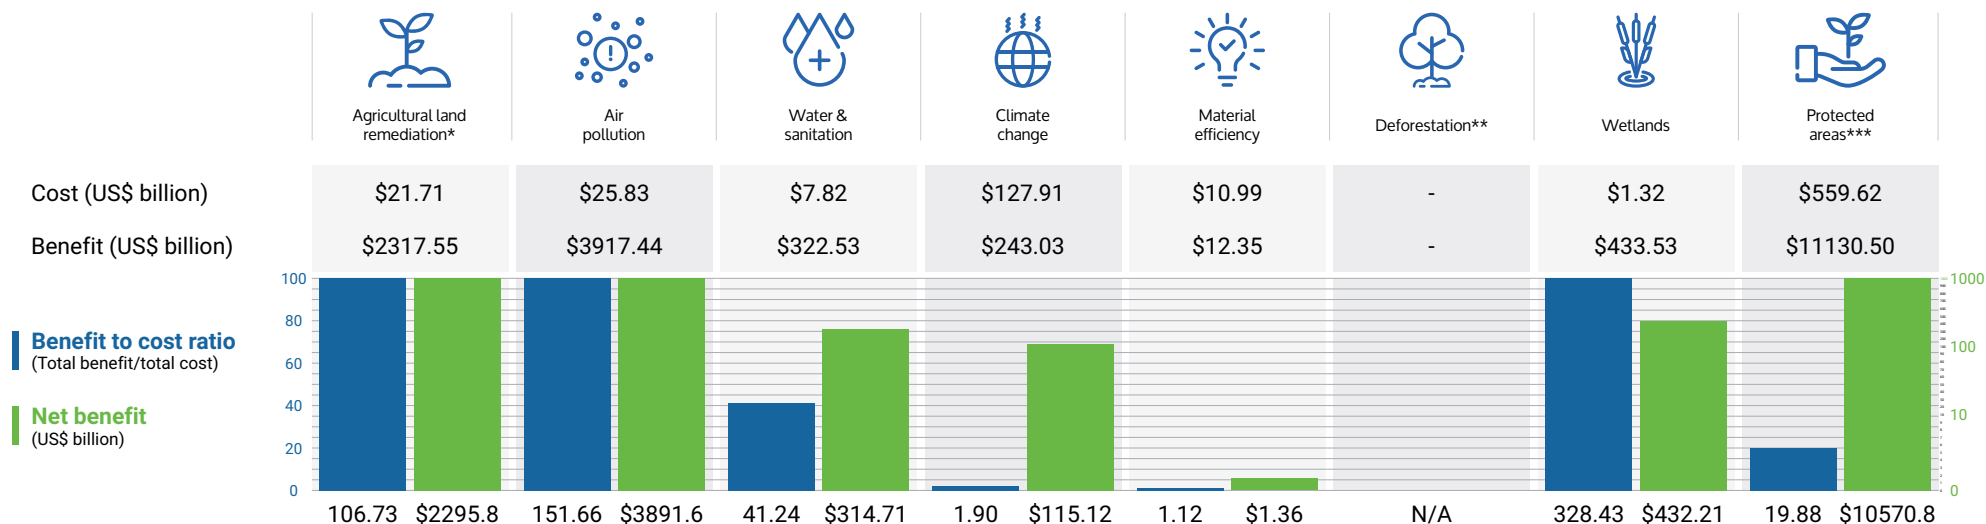 Agricultural land
remediation*
Air
pollution
Water &
sanitation
Climate
change
Material
efficiency
Deforestation**
Wetlands
Protected
areas***
Cost (US$ billion) $21.71 $25.83 $7.82 $127.91 $10.99 - $1.32 $559.62
Benefit (US$ billion) $2317.55 $3917.44 $322.53 $243.03 $12.35 - $433.53 $11130.50
Benefit to cost ratio
(Total benefit/total cost)
Net benefit
(US$ billion)
100
80
60
40
20
0
1000
100
10
0
106.73 $2295.8 151.66 $3891.6 41.24 $314.71 1.90 $115.12 1.12 $1.36 N/A 328.43 $432.21 19.88 $10570.8